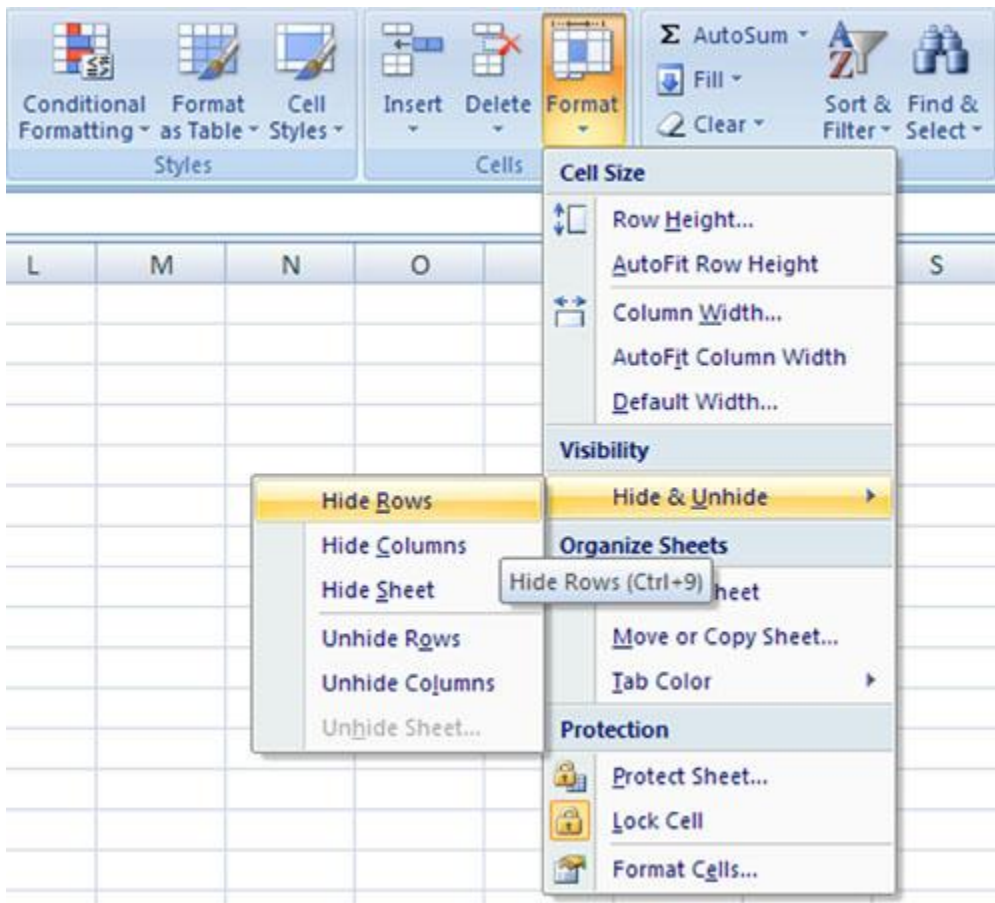 Conditional Formatting
Format as Table
Cell Styles
Styles
Insert
Delete
Format
Cells
Σ AutoSum
Fill
Clear
Sort & Filter
Find & Select
L M N O S
Cell Size
Row Height...
AutoFit Row Height
Column Width...
AutoFit Column Width
Default Width...
Visibility
Hide & Unhide
Hide Rows
Hide Columns
Hide Sheet
Unhide Rows
Unhide Columns
Unhide Sheet...
Hide Rows (Ctrl+9)
Organize Sheets
heet
Move or Copy Sheet...
Tab Color
Protection
Protect Sheet...
Lock Cell
Format Cells...